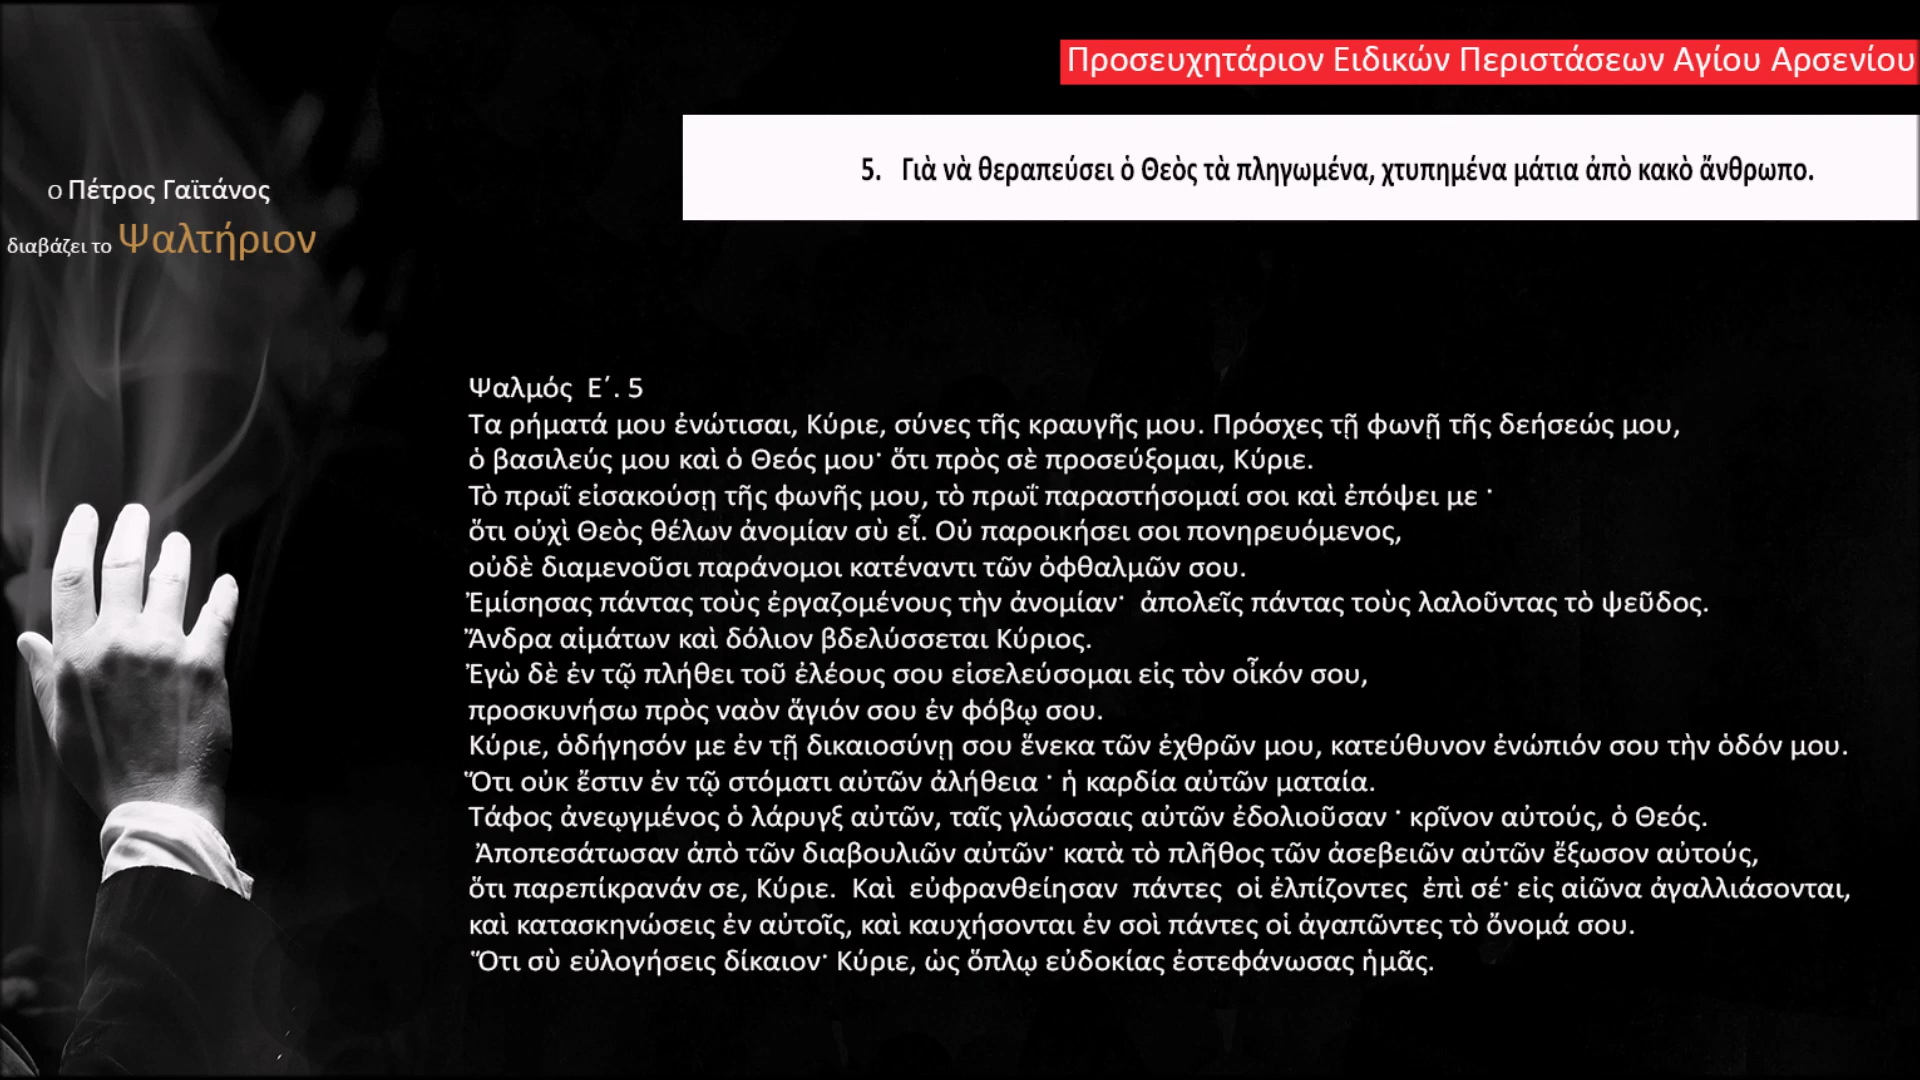 Προσευχητάριον Ειδικών Περιστάσεων Αγίου Αρσενίου
5. Γιὰ νὰ θεραπεύσει ὁ Θεὸς τὰ πληγωμένα, χτυπημένα μάτια ἀπὸ κακὸ ἄνθρωπο.
ο Πέτρος Γαϊτάνος
διαβάζει το Ψαλτήριον
Ψαλμός Ε΄. 5
Τα ρήματά μου ἐνώτισαι, Κύριε, σύνες τῆς κραυγῆς μου. Πρόσχες τῇ φωνῇ τῆς δεήσεώς μου,
ὁ βασιλεύς μου καὶ ὁ Θεός μου· ὅτι πρὸς σὲ προσεύξομαι, Κύριε.
Τὸ πρωῒ εἰσακούσῃ τῆς φωνῆς μου, τὸ πρωῒ παραστήσομαί σοι καὶ ἐπόψει με ·
ὅτι οὐχὶ Θεὸς θέλων ἀνομίαν σὺ εἶ. Οὐ παροικήσει σοι πονηρευόμενος,
οὐδὲ διαμενοῦσι παράνομοι κατέναντι τῶν ὀφθαλμῶν σου.
Ἐμίσησας πάντας τοὺς ἐργαζομένους τὴν ἀνομίαν· ἀπολεῖς πάντας τοὺς λαλοῦντας τὸ ψεῦδος.
Ἄνδρα αἱμάτων καὶ δόλιον βδελύσσεται Κύριος.
Ἐγὼ δὲ ἐν τῷ πλήθει τοῦ ἐλέους σου εἰσελεύσομαι εἰς τὸν οἶκόν σου,
προσκυνήσω πρὸς ναὸν ἅγιόν σου ἐν φόβῳ σου.
Κύριε, ὁδήγησόν με ἐν τῇ δικαιοσύνῃ σου ἕνεκα τῶν ἐχθρῶν μου, κατεύθυνον ἐνώπιόν σου τὴν ὁδόν μου.
Ὅτι οὐκ ἔστιν ἐν τῷ στόματι αὐτῶν ἀλήθεια · ἡ καρδία αὐτῶν ματαία.
Τάφος ἀνεῳγμένος ὁ λάρυγξ αὐτῶν, ταῖς γλώσσαις αὐτῶν ἐδολιοῦσαν · κρῖνον αὐτούς, ὁ Θεός.
Ἀποπεσάτωσαν ἀπὸ τῶν διαβουλιῶν αὐτῶν· κατὰ τὸ πλῆθος τῶν ἀσεβειῶν αὐτῶν ἔξωσον αὐτούς,
ὅτι παρεπίκρανάν σε, Κύριε. Καὶ εὐφρανθείησαν πάντες οἱ ἐλπίζοντες ἐπὶ σέ· εἰς αἰῶνα ἀγαλλιάσονται,
καὶ κατασκηνώσεις ἐν αὐτοῖς, καὶ καυχήσονται ἐν σοὶ πάντες οἱ ἀγαπῶντες τὸ ὄνομά σου.
Ὅτι σὺ εὐλογήσεις δίκαιον· Κύριε, ὡς ὅπλῳ εὐδοκίας ἐστεφάνωσας ἡμᾶς.